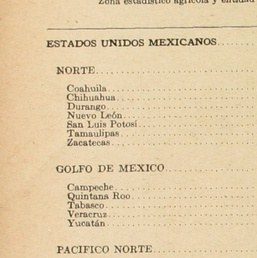 Zona estadístico agrícola y entidad
ESTADOS UNIDOS MEXICANOS
NORTE
Coahuila
Chihuahua
Durango
Nuevo León
San Luis Potosí
Tamaulipas
Zacatecas
GOLFO DE MEXICO
Campeche
Quintana Roo
Tabasco
Veracruz
Yucatán
PACIFICO NORTE